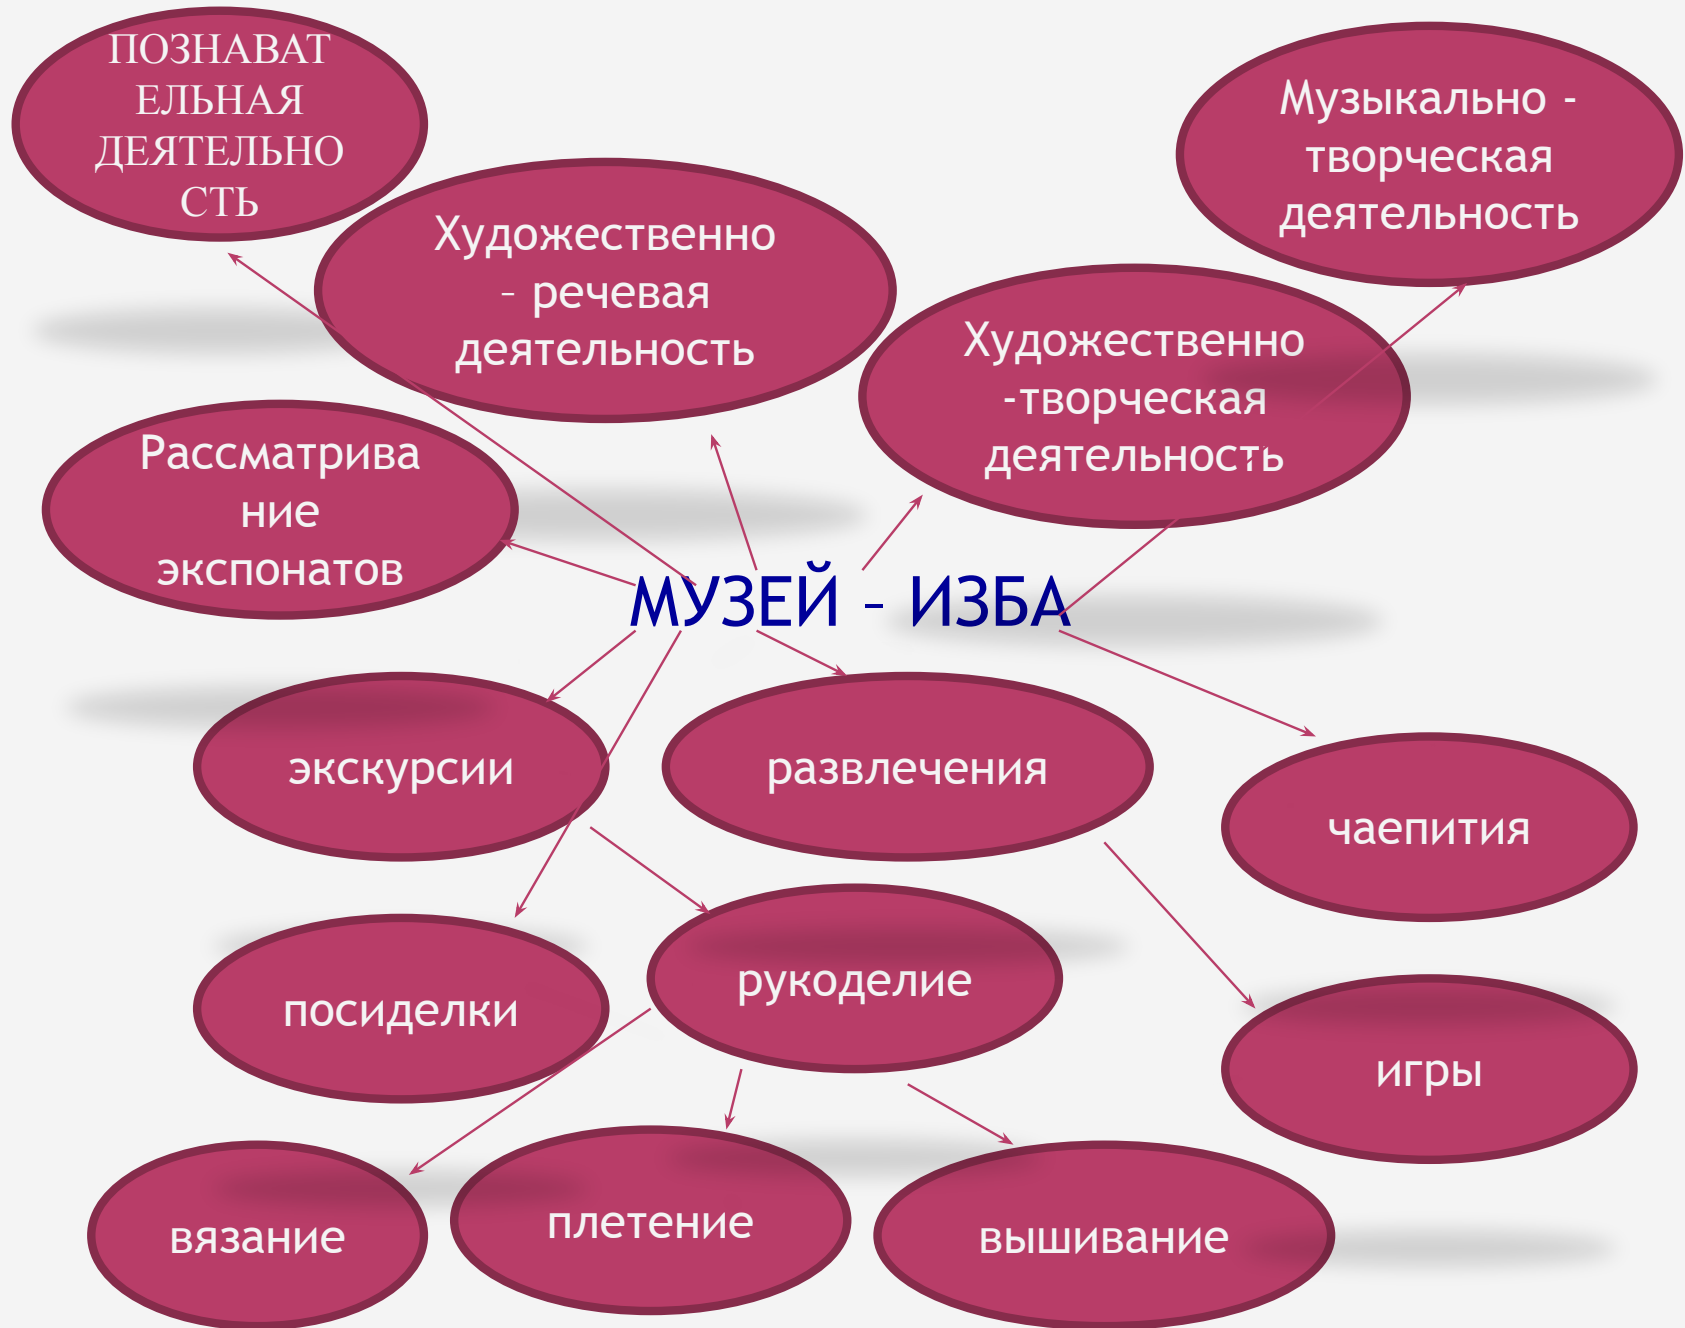 ПОЗНАВАТ
ЕЛЬНАЯ
ДЕЯТЕЛЬНО
СТЬ
Художественно
– речевая
деятельность
Музыкально -
творческая
деятельность
Художественно
-творческая
деятельность
Рассматрива
ние
экспонатов
МУЗЕЙ – ИЗБА
экскурсии
развлечения
чаепития
посиделки
рукоделие
игры
вязание
плетение
вышивание